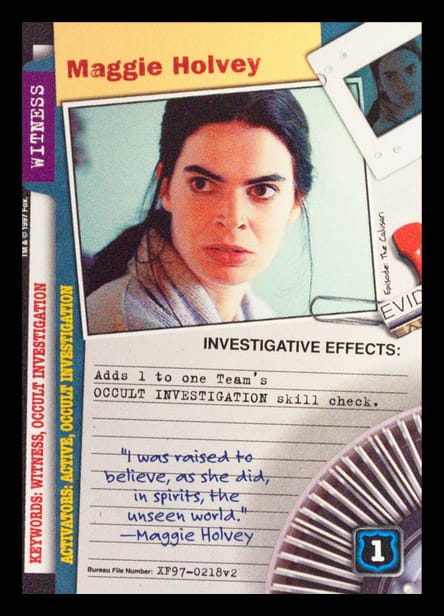 Maggie Holvey
WITNESS
TM & © 1997 Fox.
Episode: The Calusari
EVID
KEYWORDS: WITNESS, OCCULT INVESTIGATION
ACTIVATORS: ACTIVE, OCCULT INVESTIGATION
INVESTIGATIVE EFFECTS:
Adds 1 to one Team's
OCCULT INVESTIGATION skill check.
"I was raised to
believe, as she did,
in spirits, the
unseen world."
—Maggie Holvey
1
Bureau File Number: XF97-0218v2